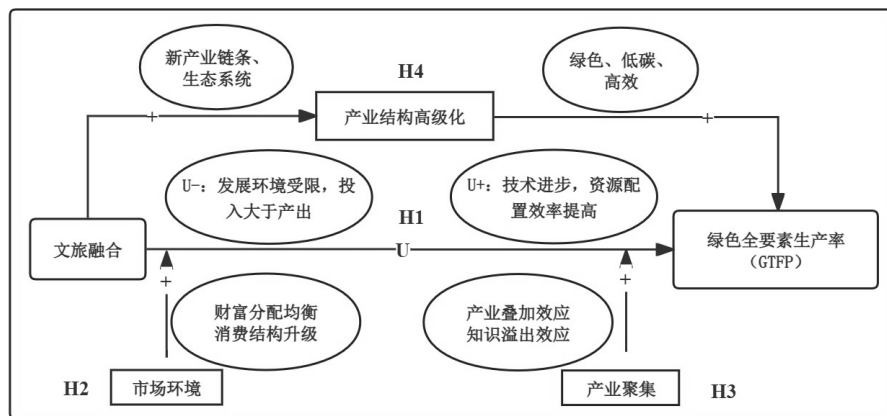 新产业链条、
生态系统
H4
绿色、低碳、
高效
+
产业结构高级化
+
U-: 发展环境受限，投
入大于产出
H1
U+: 技术进步，资源配
置效率提高
文旅融合
U
绿色全要素生产率
（GTFP）
+
财富分配均衡
消费结构升级
产业叠加效应
知识溢出效应
+
H2
市场环境
产业聚集
H3